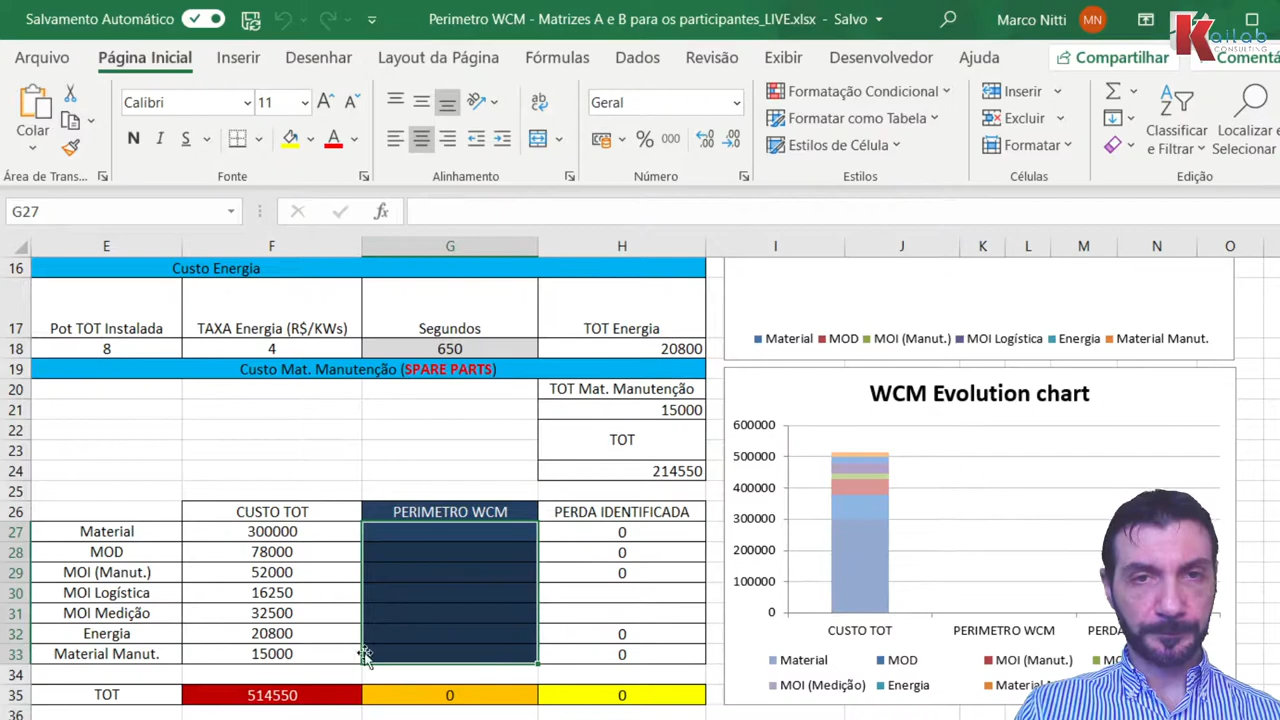 Salvamento Automático
Perimetro WCM - Matrizes A e B para os participantes_LIVE.xlsx - Salvo
Marco Nitti
MN
Kailab
CONSULTING
Arquivo
Página Inicial
Inserir
Desenhar
Layout da Página
Fórmulas
Dados
Revisão
Exibir
Desenvolvedor
Ajuda
Compartilhar
Comentá
Colar
Calibri
11
N I S
Geral
% 000
Formatação Condicional
Formatar como Tabela
Estilos de Célula
Inserir
Excluir
Formatar
Classificar
e Filtrar
Localizar
Selecionar
Área de Trans...
Fonte
Alinhamento
Número
Estilos
Células
Edição
G27
fx
E F G H I J K L M N O
16 Custo Energia
17 Pot TOT Instalada TAXA Energia (R$/KWs) Segundos TOT Energia
18 8 4 650 20800
19 Custo Mat. Manutenção (SPARE PARTS)
20 TOT Mat. Manutenção
21 15000
22 TOT
23
24 214550
25
26 CUSTO TOT PERIMETRO WCM PERDA IDENTIFICADA
27 Material 300000 0
28 MOD 78000 0
29 MOI (Manut.) 52000 0
30 MOI Logística 16250
31 MOI Medição 32500
32 Energia 20800 0
33 Material Manut. 15000 0
34
35 TOT 514550 0 0
36
Material MOD MOI (Manut.) MOI Logística Energia Material Manut.
WCM Evolution chart
600000
500000
400000
300000
200000
100000
0
CUSTO TOT PERIMETRO WCM
Material MOD MOI (Manut.)
MOI (Medição) Energia